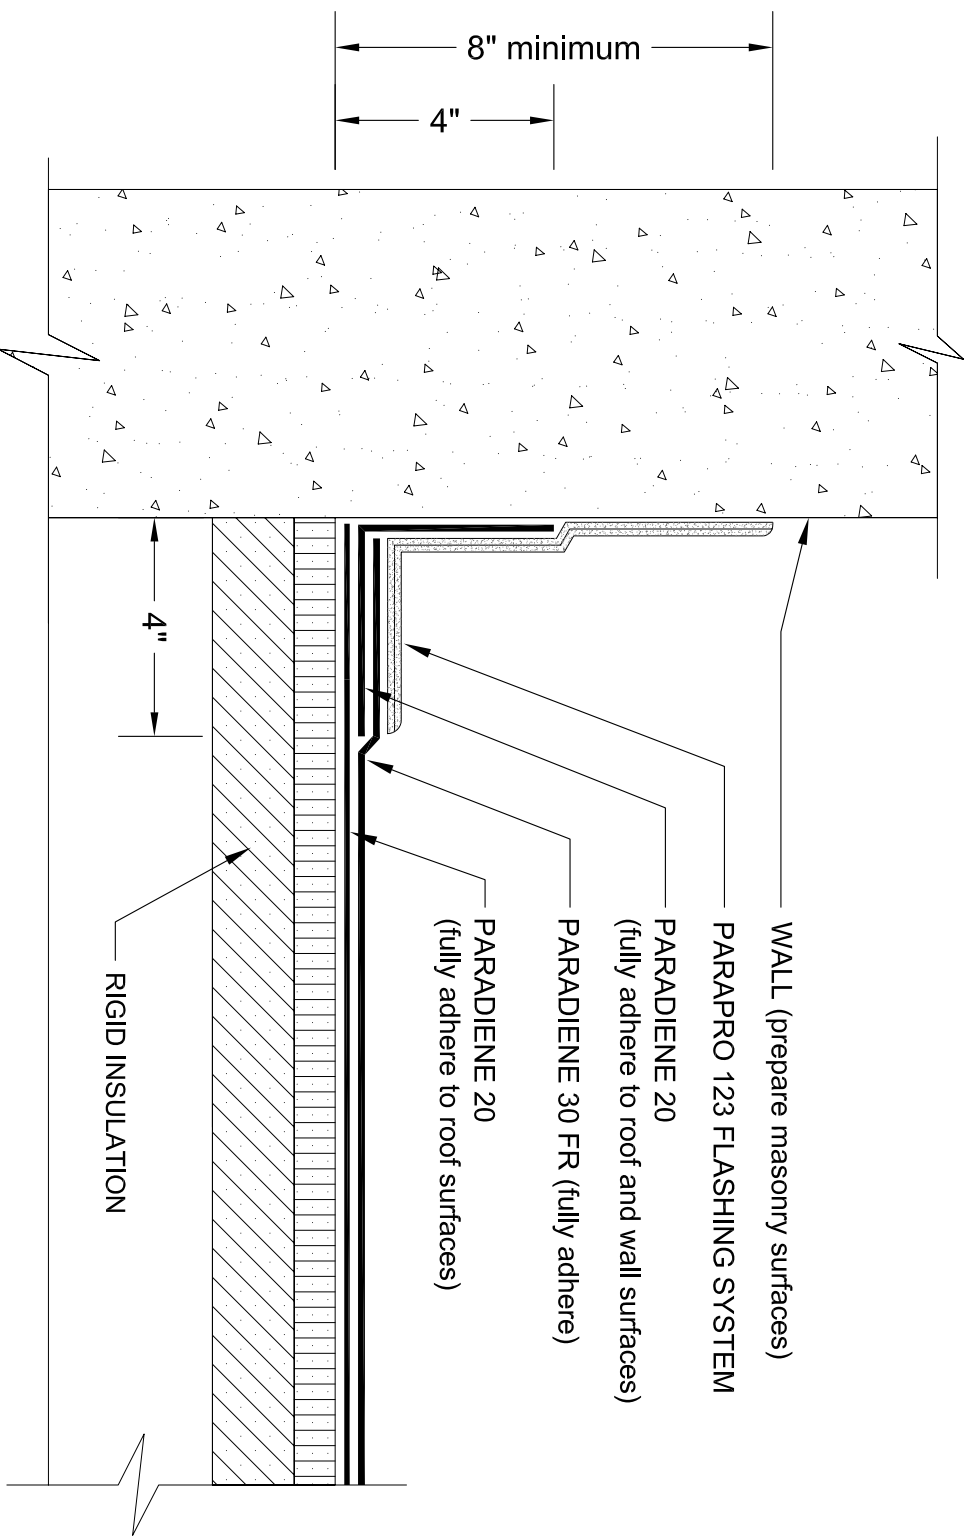 8" minimum
4"
4"
WALL (prepare masonry surfaces)
PARAPRO 123 FLASHING SYSTEM
PARADIENE 20
(fully adhere to roof and wall surfaces)
PARADIENE 30 FR (fully adhere)
PARADIENE 20
(fully adhere to roof surfaces)
RIGID INSULATION